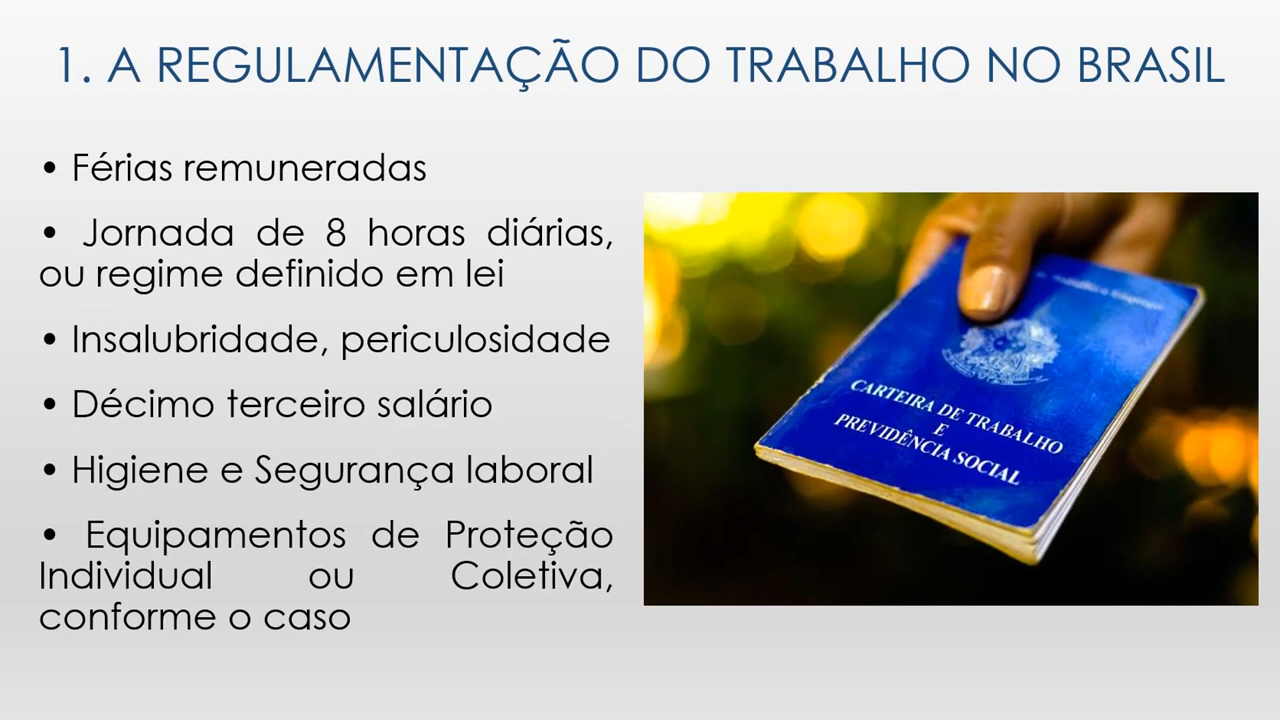 1. A REGULAMENTAÇÃO DO TRABALHO NO BRASIL
• Férias remuneradas
• Jornada de 8 horas diárias,
ou regime definido em lei
• Insalubridade, periculosidade
• Décimo terceiro salário
• Higiene e Segurança laboral
• Equipamentos de Proteção
Individual ou Coletiva,
conforme o caso
CARTEIRA DE TRABALHO
E
PREVIDÊNCIA SOCIAL